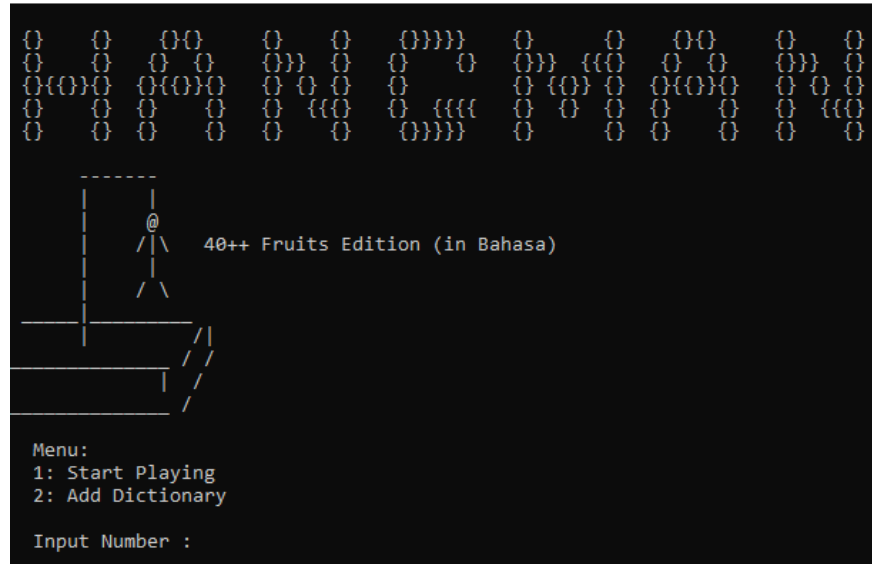 HANGMAN
40++ Fruits Edition (in Bahasa)
Menu:
1: Start Playing
2: Add Dictionary
Input Number :